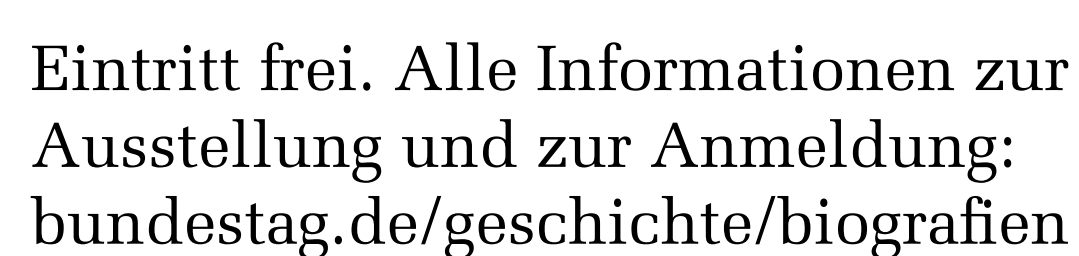 Eintritt frei. Alle Informationen zur
Ausstellung und zur Anmeldung:
bundestag.de/geschichte/biografien